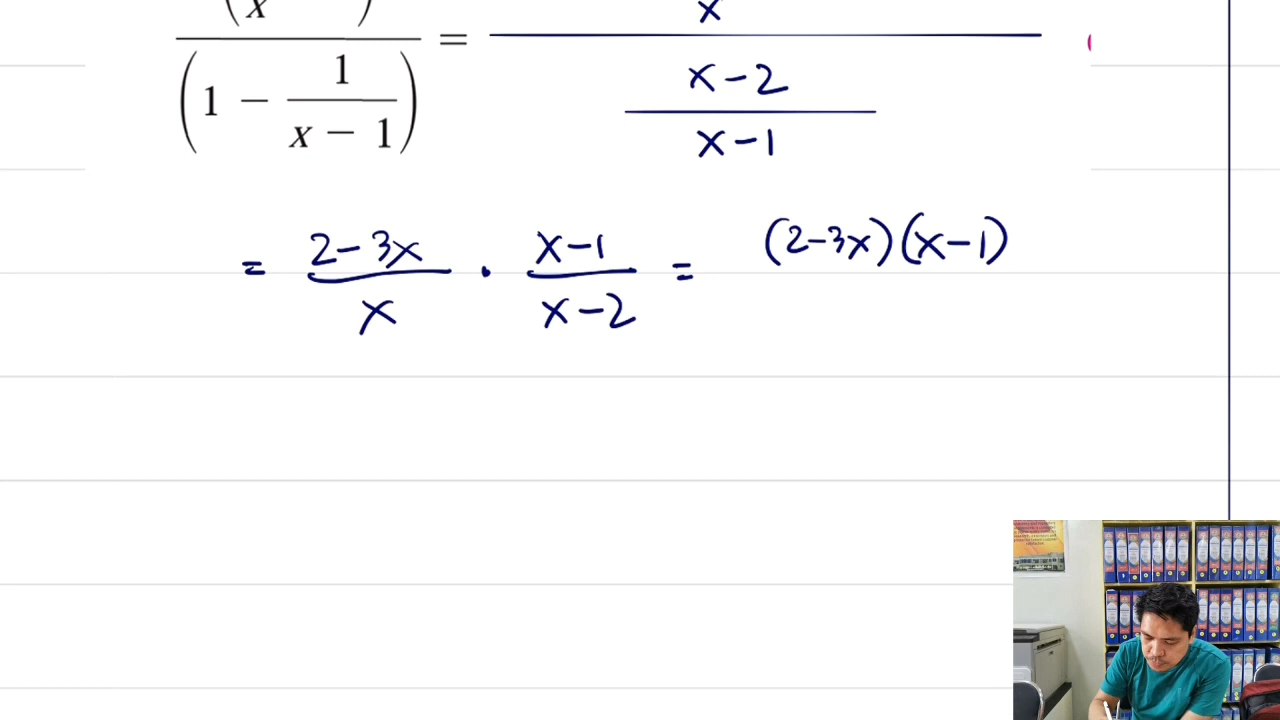 (x ) x
=
(1 − 1/(x − 1)) x-2
x-1
= (2-3x)/x · (x-1)/(x-2) = (2-3x)(x-1)